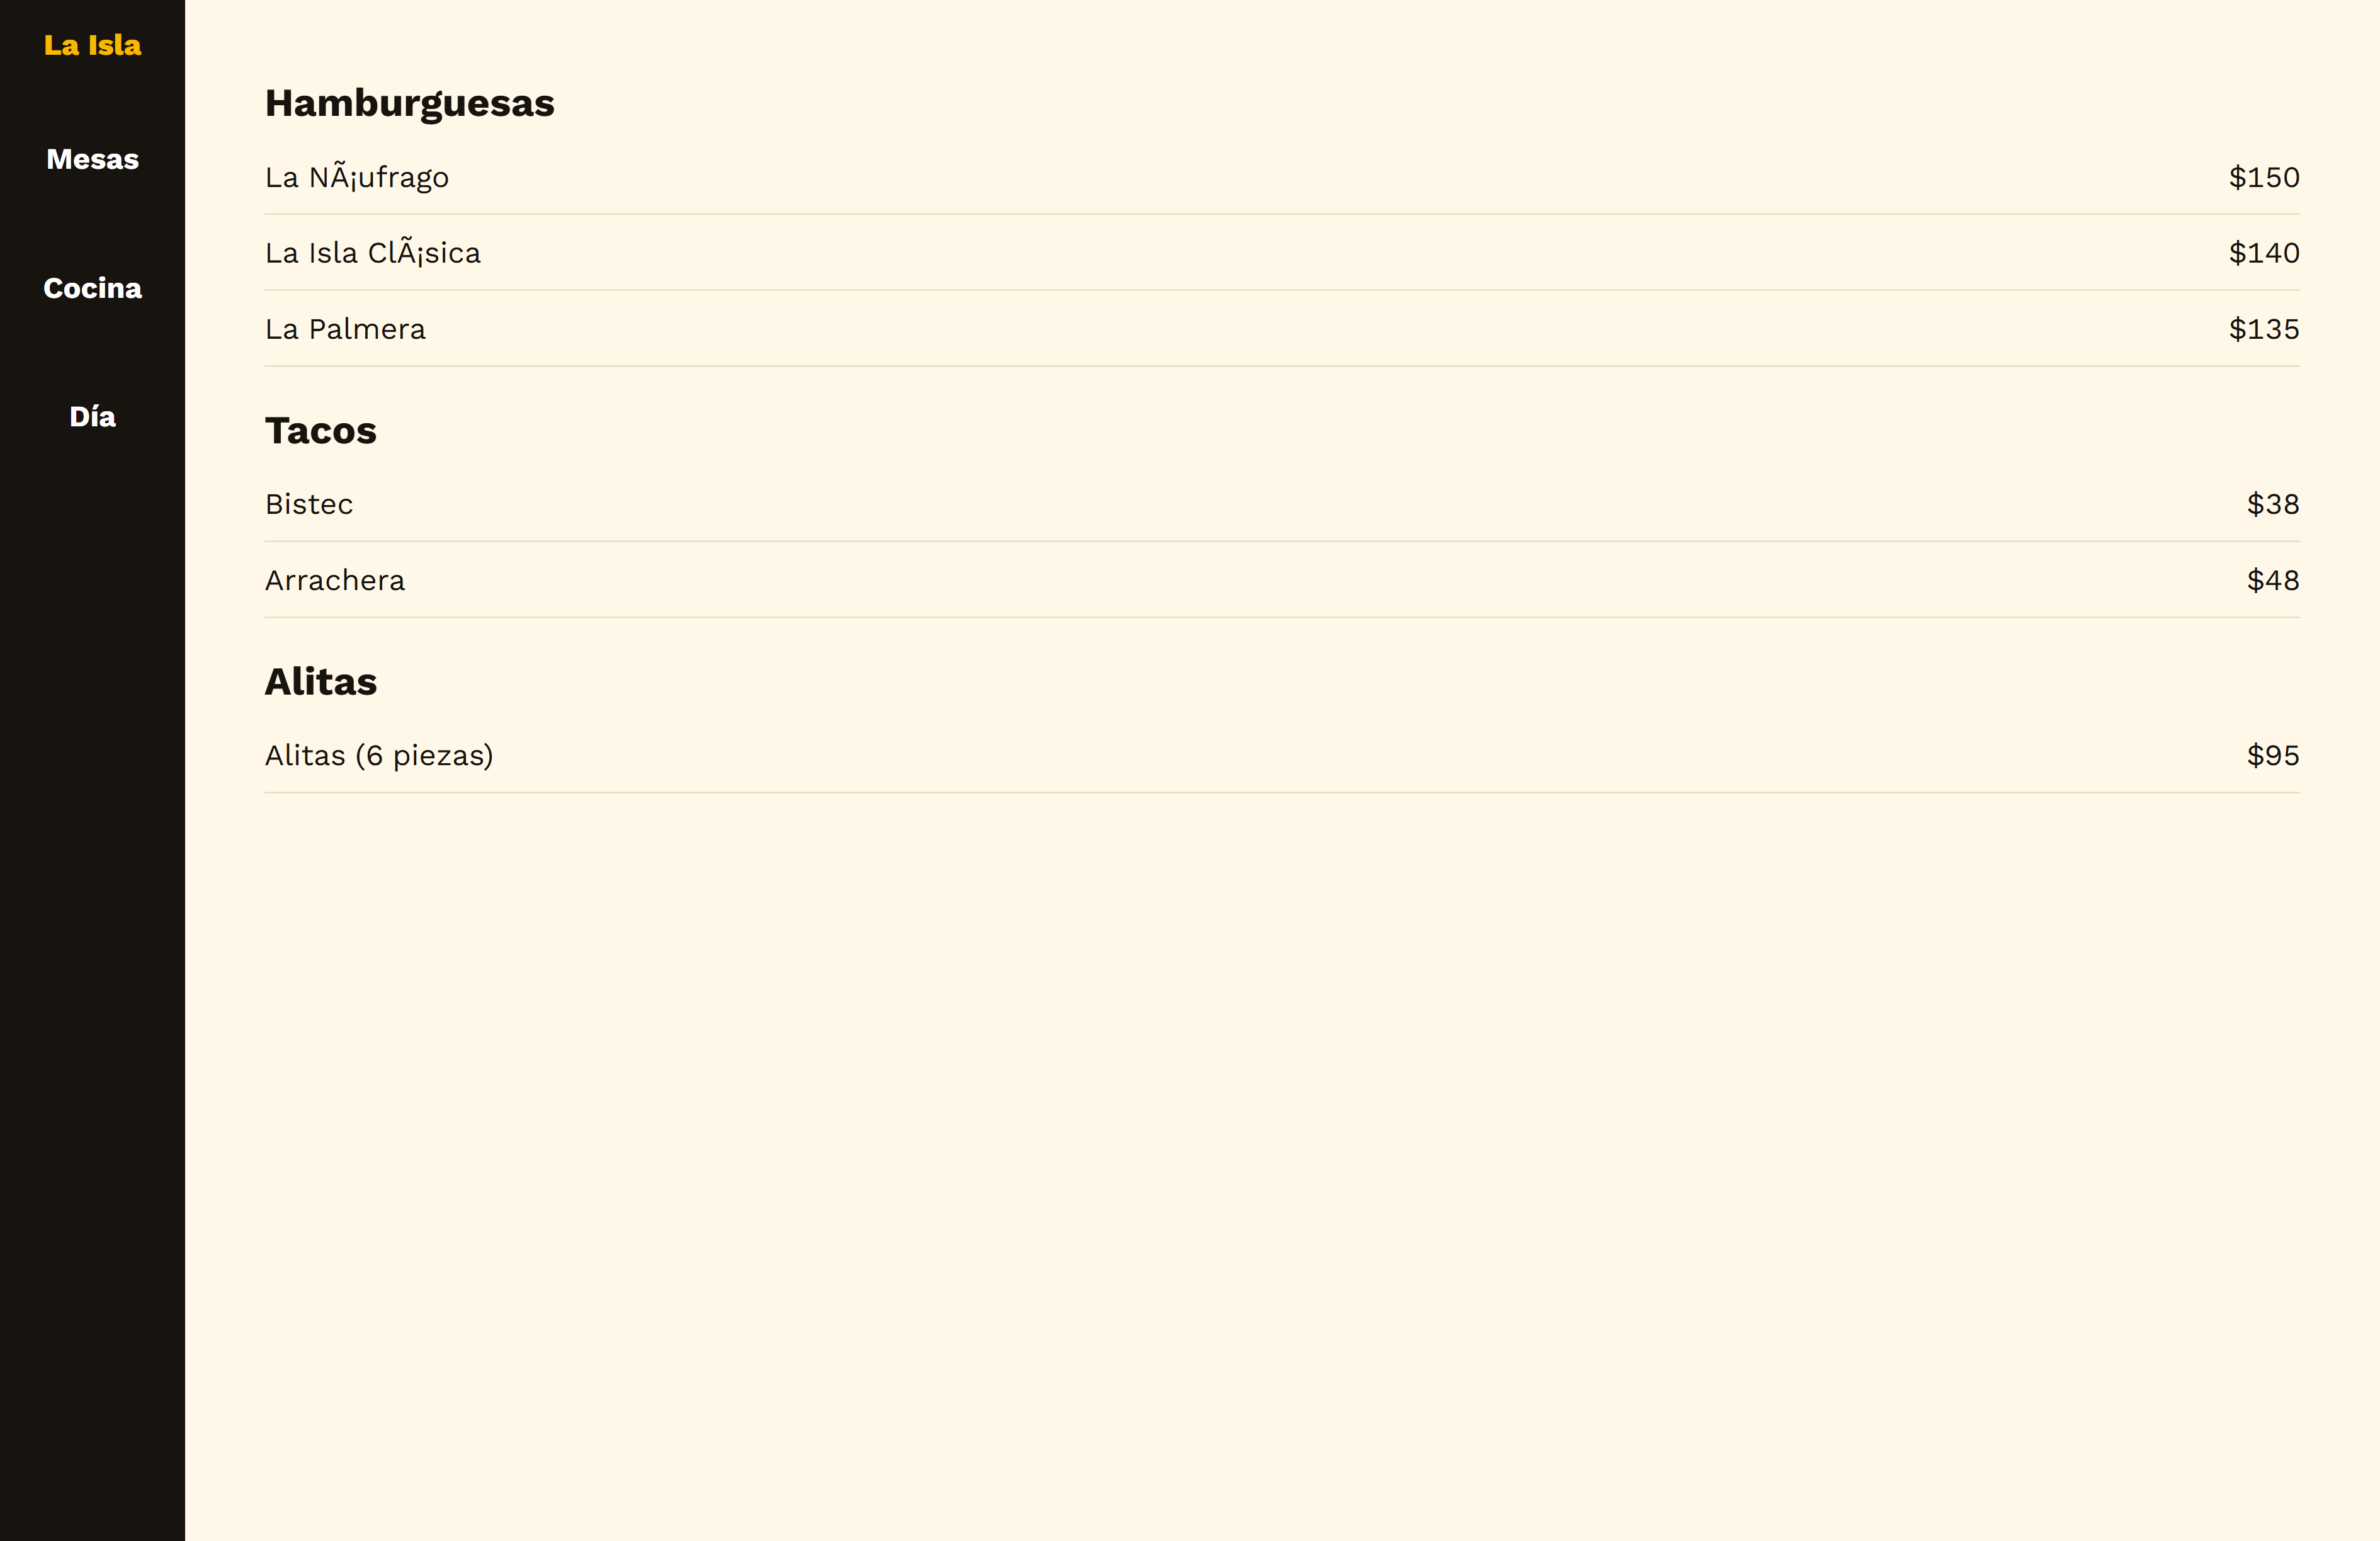 La Isla
Mesas
Cocina
Día
Hamburguesas
La NÃ¡ufrago $150
La Isla ClÃ¡sica $140
La Palmera $135
Tacos
Bistec $38
Arrachera $48
Alitas
Alitas (6 piezas) $95